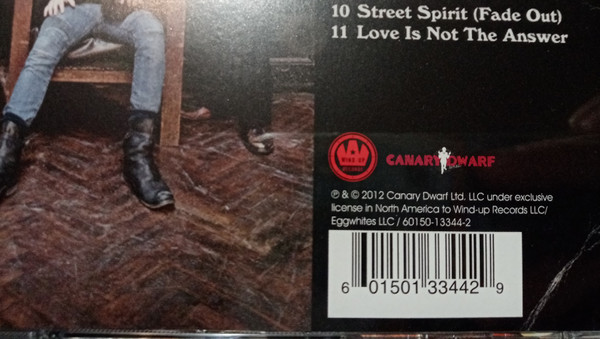 10 Street Spirit (Fade Out)
11 Love Is Not The Answer
WIND-UP
CANARY DWARF
℗ & © 2012 Canary Dwarf Ltd. LLC under exclusive
license in North America to Wind-up Records LLC/
Eggwhites LLC / 60150-13344-2
6 01501 33442 9